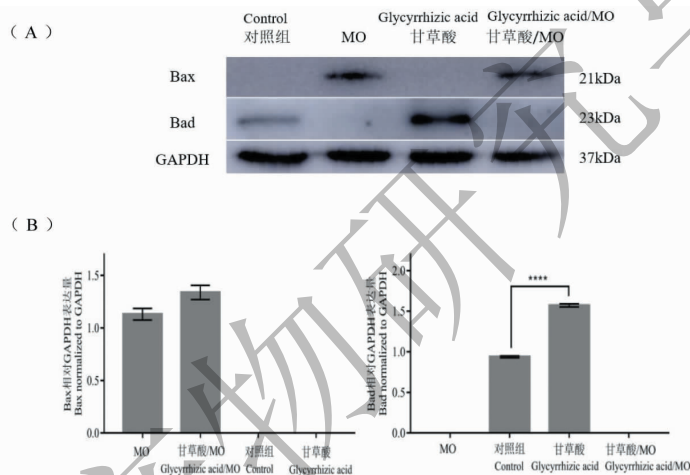 （ A ）
Control
对照组
MO
Glycyrrhizic acid
甘草酸
Glycyrrhizic acid/MO
甘草酸/MO
Bax
21kDa
Bad
23kDa
GAPDH
37kDa
（ B ）
Bax相对GAPDH表达量
Bax normalized to GAPDH
1.5
1.0
0.5
0.0
MO
甘草酸/MO
Glycyrrhizic acid/MO
对照组
Control
甘草酸
Glycyrrhizic acid
Bad相对GAPDH表达量
Bad normalized to GAPDH
2.0
1.5
1.0
0.5
0.0
****
MO
对照组
Control
甘草酸
Glycyrrhizic acid
甘草酸/MO
Glycyrrhizic acid/MO
物研究